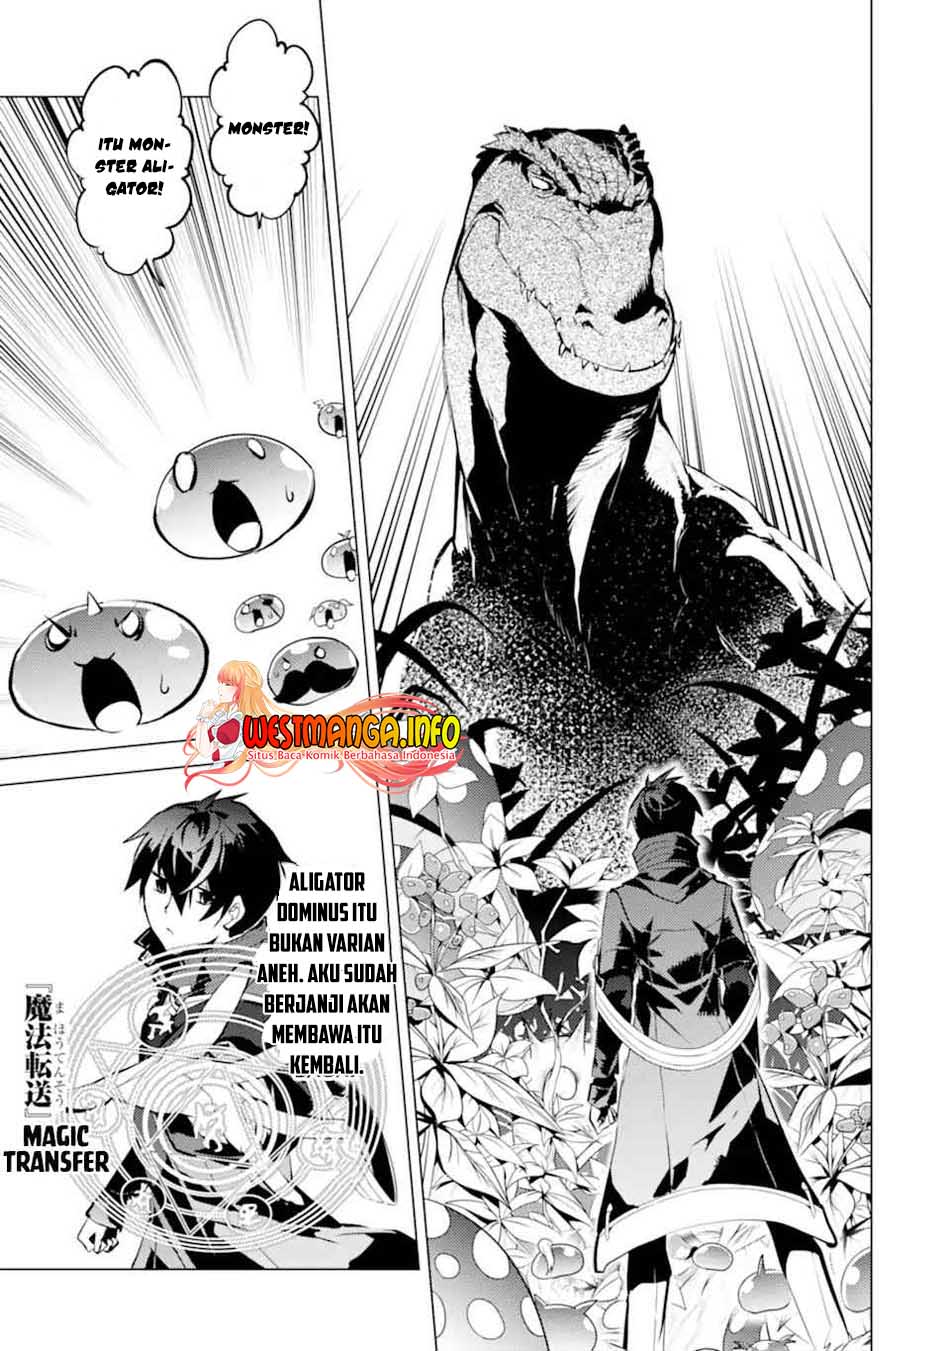 MONSTER!
ITU MON-
STER ALI-
GATOR!
WESTMANGA.INFO
Situs Baca Komik Berbahasa Indonesia
ALIGATOR
DOMINUS ITU
BUKAN VARIAN
ANEH. AKU SUDAH
BERJANJI AKAN
MEMBAWA ITU
KEMBALI.
『魔法転送』
まほうてんそう
MAGIC
TRANSFER